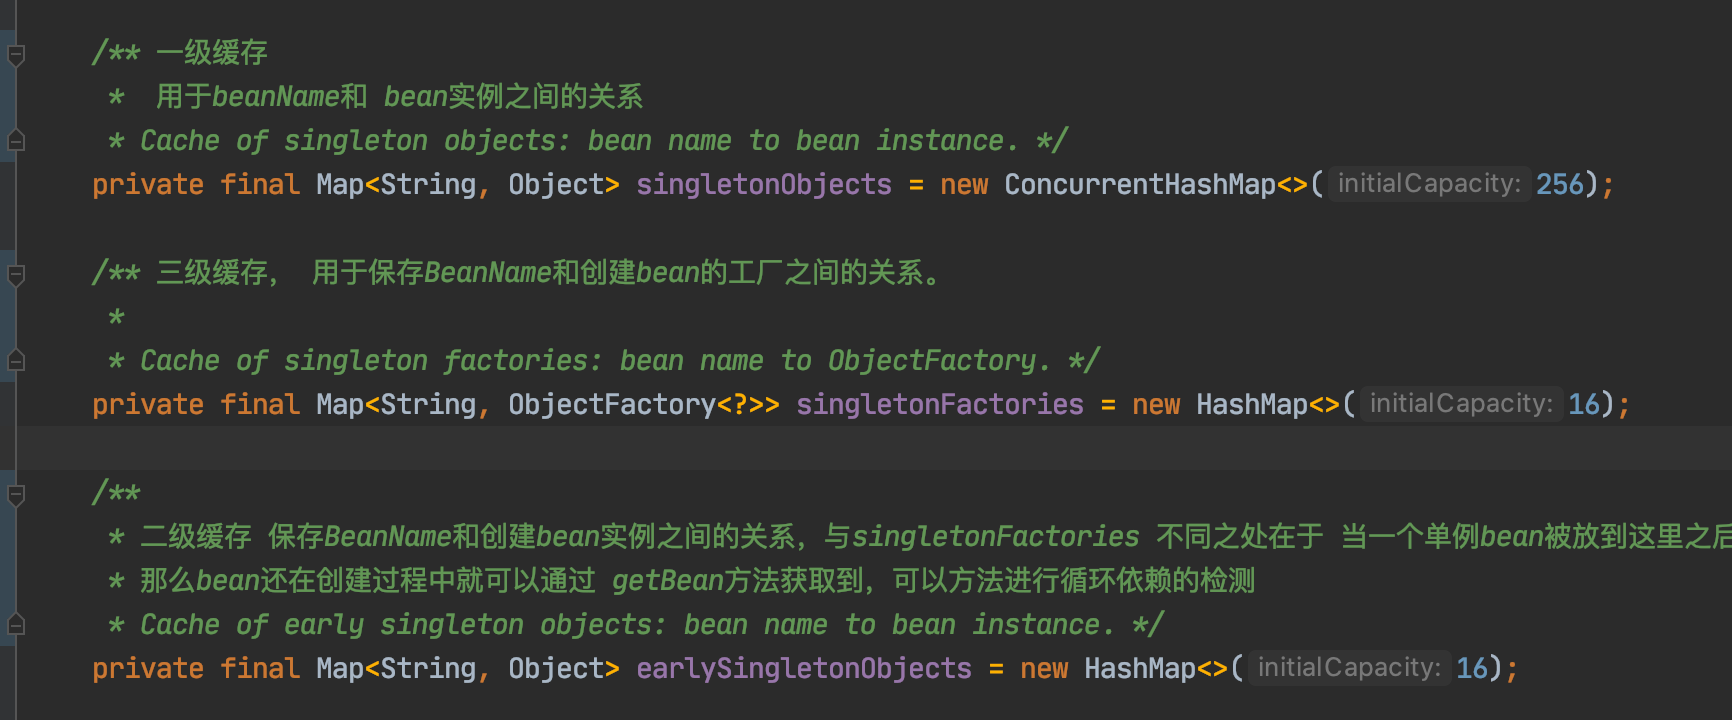 /** 一级缓存
*  用于beanName和 bean实例之间的关系
* Cache of singleton objects: bean name to bean instance. */
private final Map<String, Object> singletonObjects = new ConcurrentHashMap<>( initialCapacity: 256);
/** 三级缓存， 用于保存BeanName和创建bean的工厂之间的关系。
*
* Cache of singleton factories: bean name to ObjectFactory. */
private final Map<String, ObjectFactory<?>> singletonFactories = new HashMap<>( initialCapacity: 16);
/**
* 二级缓存 保存BeanName和创建bean实例之间的关系，与singletonFactories 不同之处在于 当一个单例bean被放到这里之后
* 那么bean还在创建过程中就可以通过 getBean方法获取到，可以方法进行循环依赖的检测
* Cache of early singleton objects: bean name to bean instance. */
private final Map<String, Object> earlySingletonObjects = new HashMap<>( initialCapacity: 16);